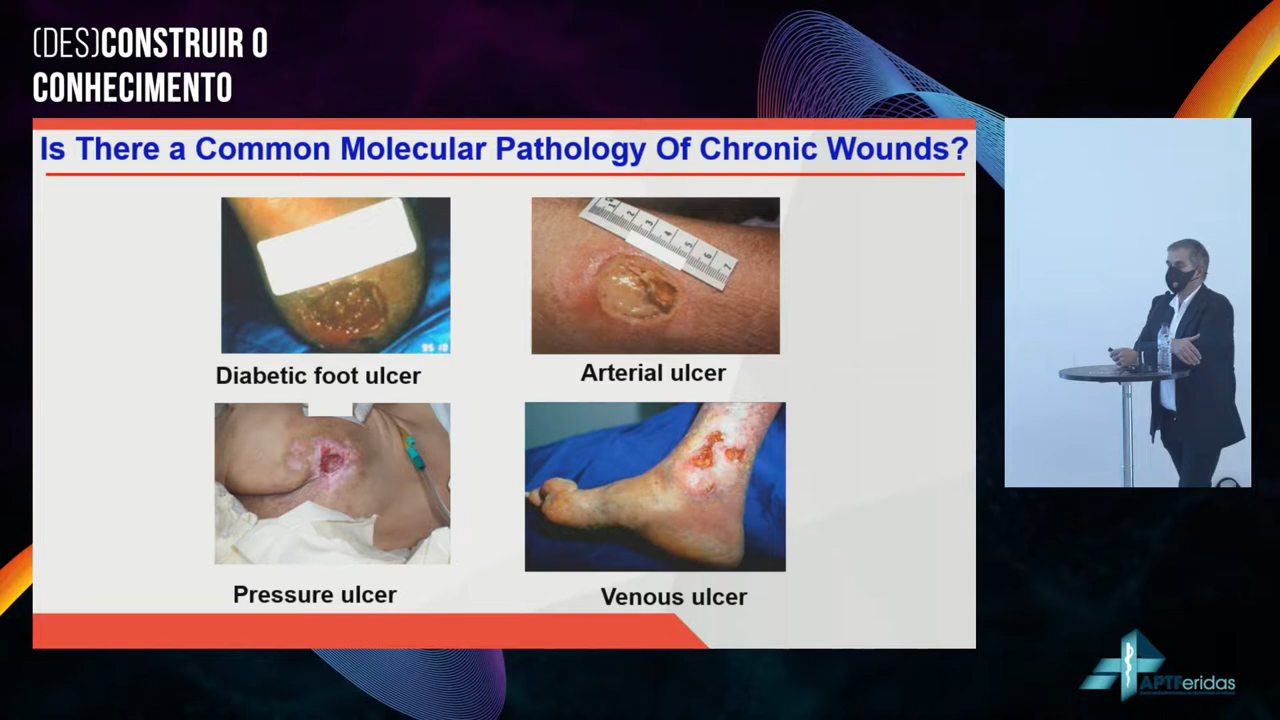 (DES)CONSTRUIR O
CONHECIMENTO
Is There a Common Molecular Pathology Of Chronic Wounds?
Diabetic foot ulcer
Arterial ulcer
Pressure ulcer
Venous ulcer
APTFeridas